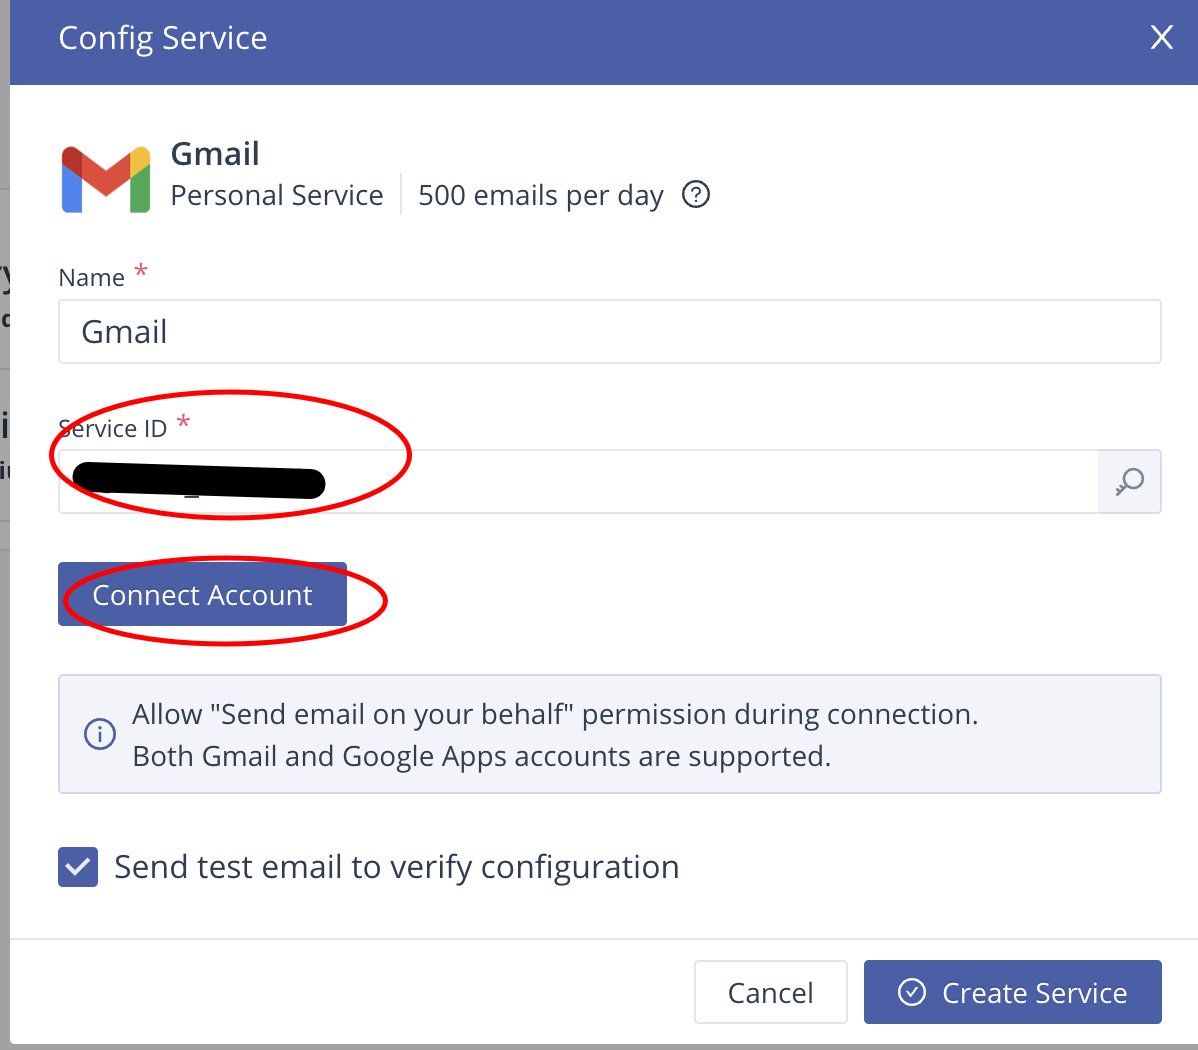 Config Service
Gmail
Personal Service
500 emails per day
Name *
Gmail
Service ID *
Connect Account
Allow "Send email on your behalf" permission during connection.
Both Gmail and Google Apps accounts are supported.
Send test email to verify configuration
Cancel
Create Service